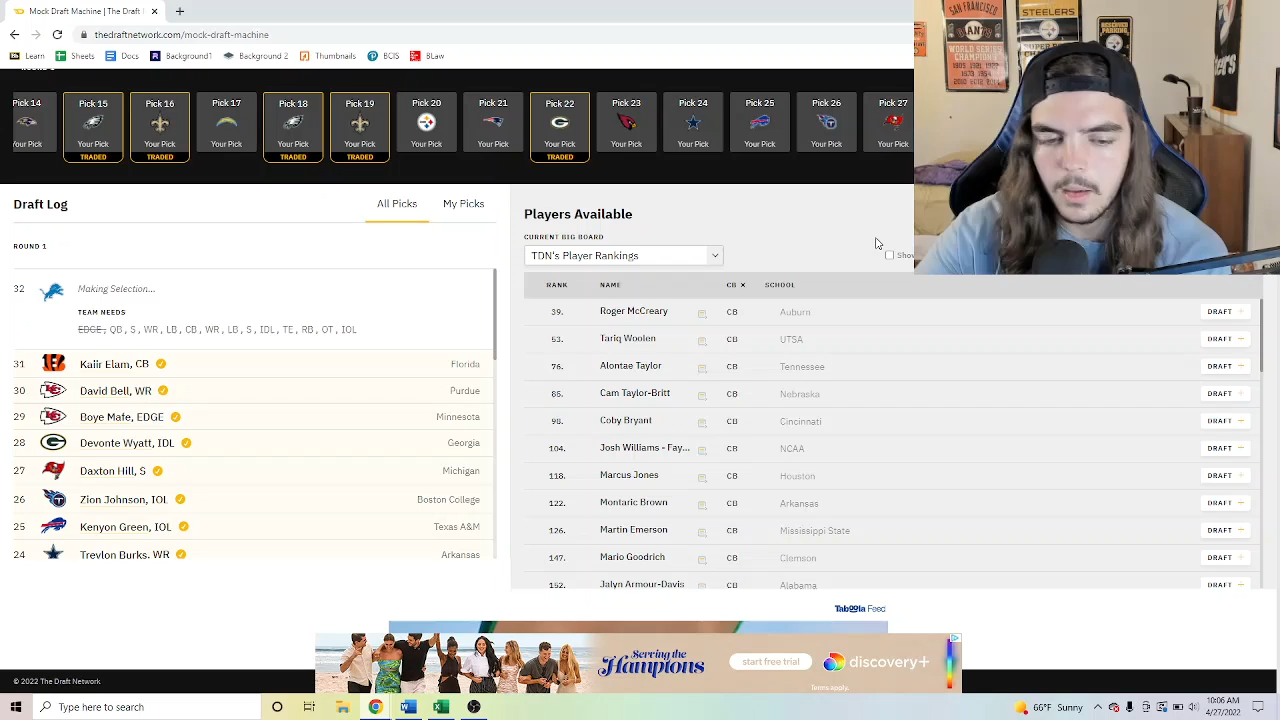 Mock Draft Machine | The Draft
thedraftnetwork.com/mock-draft-machine
Learn Sheets Docs Background Background 2 Thumbnails BCIS BLaw
Pick 14 Pick 15 Pick 16 Pick 17 Pick 18 Pick 19 Pick 20 Pick 21 Pick 22 Pick 23 Pick 24 Pick 25 Pick 26 Pick 27
Your Pick Your Pick Your Pick Your Pick Your Pick Your Pick Your Pick Your Pick Your Pick Your Pick Your Pick Your Pick Your Pick Your Pick
TRADED TRADED TRADED TRADED TRADED
Draft Log
All Picks
My Picks
ROUND 1
32 Making Selection...
TEAM NEEDS
EDGE, QB, S, WR, LB, CB, WR, LB, S, IDL, TE, RB, OT, IOL
31 Kaiir Elam, CB Florida
30 David Bell, WR Purdue
29 Boye Mafe, EDGE Minnesota
28 Devonte Wyatt, IDL Georgia
27 Daxton Hill, S Michigan
26 Zion Johnson, IOL Boston College
25 Kenyon Green, IOL Texas A&M
24 Treylon Burks, WR Arkansas
Players Available
CURRENT BIG BOARD
TDN's Player Rankings
Show
RANK NAME CB × SCHOOL
39. Roger McCreary CB Auburn DRAFT
53. Tariq Woolen CB UTSA DRAFT
76. Alontae Taylor CB Tennessee DRAFT
86. Cam Taylor-Britt CB Nebraska DRAFT
98. Coby Bryant CB Cincinnati DRAFT
104. Josh Williams - Fay... CB NCAA DRAFT
118. Marcus Jones CB Houston DRAFT
122. Montaric Brown CB Arkansas DRAFT
126. Martin Emerson CB Mississippi State DRAFT
147. Mario Goodrich CB Clemson DRAFT
162. Jalyn Armour-Davis CB Alabama DRAFT
Taboola Feed
Serving the
Hamptons
start free trial
discovery+
Terms apply.
© 2022 The Draft Network
Type here to search
66°F Sunny
10:06 AM
4/27/2022
SAN FRANCISCO
GIANTS
WORLD SERIES
CHAMPIONS
STEELERS
RESERVED
PARKING